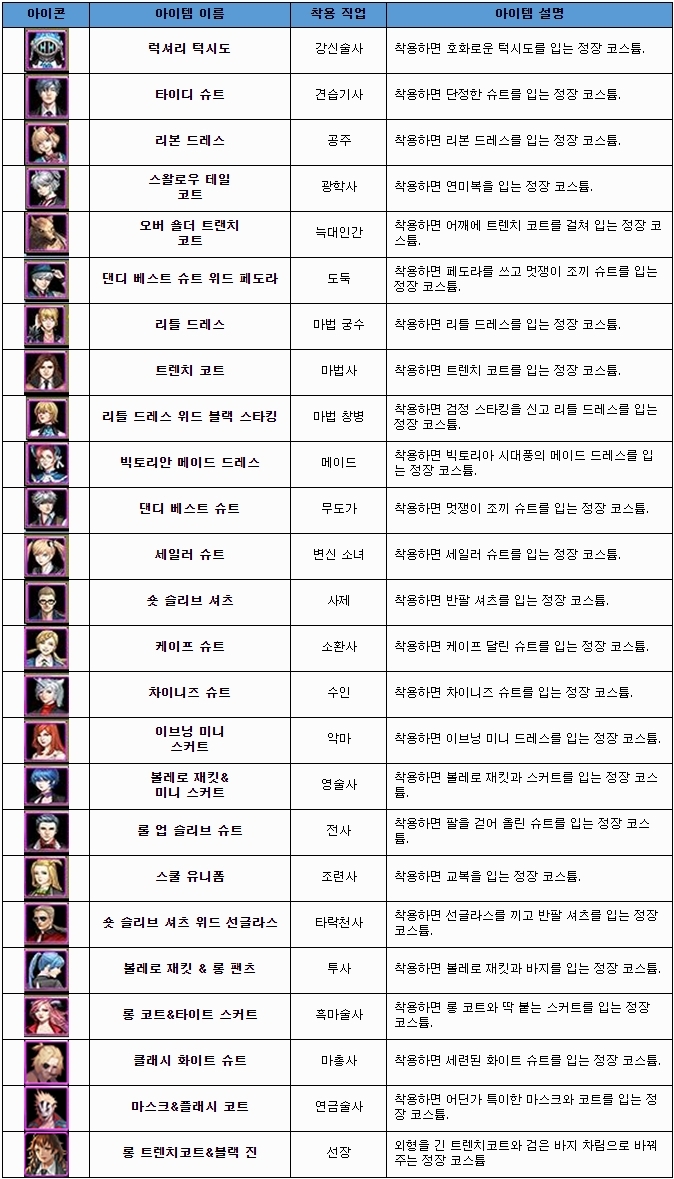 아이콘 아이템 이름 착용 직업 아이템 설명
럭셔리 턱시도 강신술사 착용하면 호화로운 턱시도를 입는 정장 코스튬.
타이디 슈트 견습기사 착용하면 단정한 슈트를 입는 정장 코스튬.
리본 드레스 공주 착용하면 리본 드레스를 입는 정장 코스튬.
스왈로우 테일
코트 광학사 착용하면 연미복을 입는 정장 코스튬.
오버 숄더 트렌치
코트 늑대인간 착용하면 어깨에 트렌치 코트를 걸쳐 입는 정장 코
스튬.
댄디 베스트 슈트 위드 페도라 도둑 착용하면 페도라를 쓰고 멋쟁이 조끼 슈트를 입는
정장 코스튬.
리틀 드레스 마법 궁수 착용하면 리틀 드레스를 입는 정장 코스튬.
트렌치 코트 마법사 착용하면 트렌치 코트를 입는 정장 코스튬.
리틀 드레스 위드 블랙 스타킹 마법 창병 착용하면 검정 스타킹을 신고 리틀 드레스를 입는
정장 코스튬.
빅토리안 메이드 드레스 메이드 착용하면 빅토리아 시대풍의 메이드 드레스를 입
는 정장 코스튬.
댄디 베스트 슈트 무도가 착용하면 멋쟁이 조끼 슈트를 입는 정장 코스튬.
세일러 슈트 변신 소녀 착용하면 세일러 슈트를 입는 정장 코스튬.
숏 슬리브 셔츠 사제 착용하면 반팔 셔츠를 입는 정장 코스튬.
케이프 슈트 소환사 착용하면 케이프 달린 슈트를 입는 정장 코스튬.
차이니즈 슈트 수인 착용하면 차이니즈 슈트를 입는 정장 코스튬.
이브닝 미니
스커트 악마 착용하면 이브닝 미니 드레스를 입는 정장 코스튬.
볼레로 재킷&
미니 스커트 영술사 착용하면 볼레로 재킷과 스커트를 입는 정장 코스
튬.
롤 업 슬리브 슈트 전사 착용하면 팔을 걷어 올린 슈트를 입는 정장 코스
튬.
스쿨 유니폼 조련사 착용하면 교복을 입는 정장 코스튬.
숏 슬리브 셔츠 위드 선글라스 타락천사 착용하면 선글라스를 끼고 반팔 셔츠를 입는 정장
코스튬.
볼레로 재킷 & 롱 팬츠 투사 착용하면 볼레로 재킷과 바지를 입는 정장 코스튬.
롱 코트&타이트 스커트 흑마술사 착용하면 롱 코트와 딱 붙는 스커트를 입는 정장
코스튬.
클래시 화이트 슈트 마총사 착용하면 세련된 화이트 슈트를 입는 정장 코스튬.
마스크&플래시 코트 연금술사 착용하면 어딘가 특이한 마스크와 코트를 입는 정
장 코스튬.
롱 트렌치코트&블랙 진 선장 외형을 긴 트렌치코트와 검은 바지 차림으로 바꿔
주는 정장 코스튬